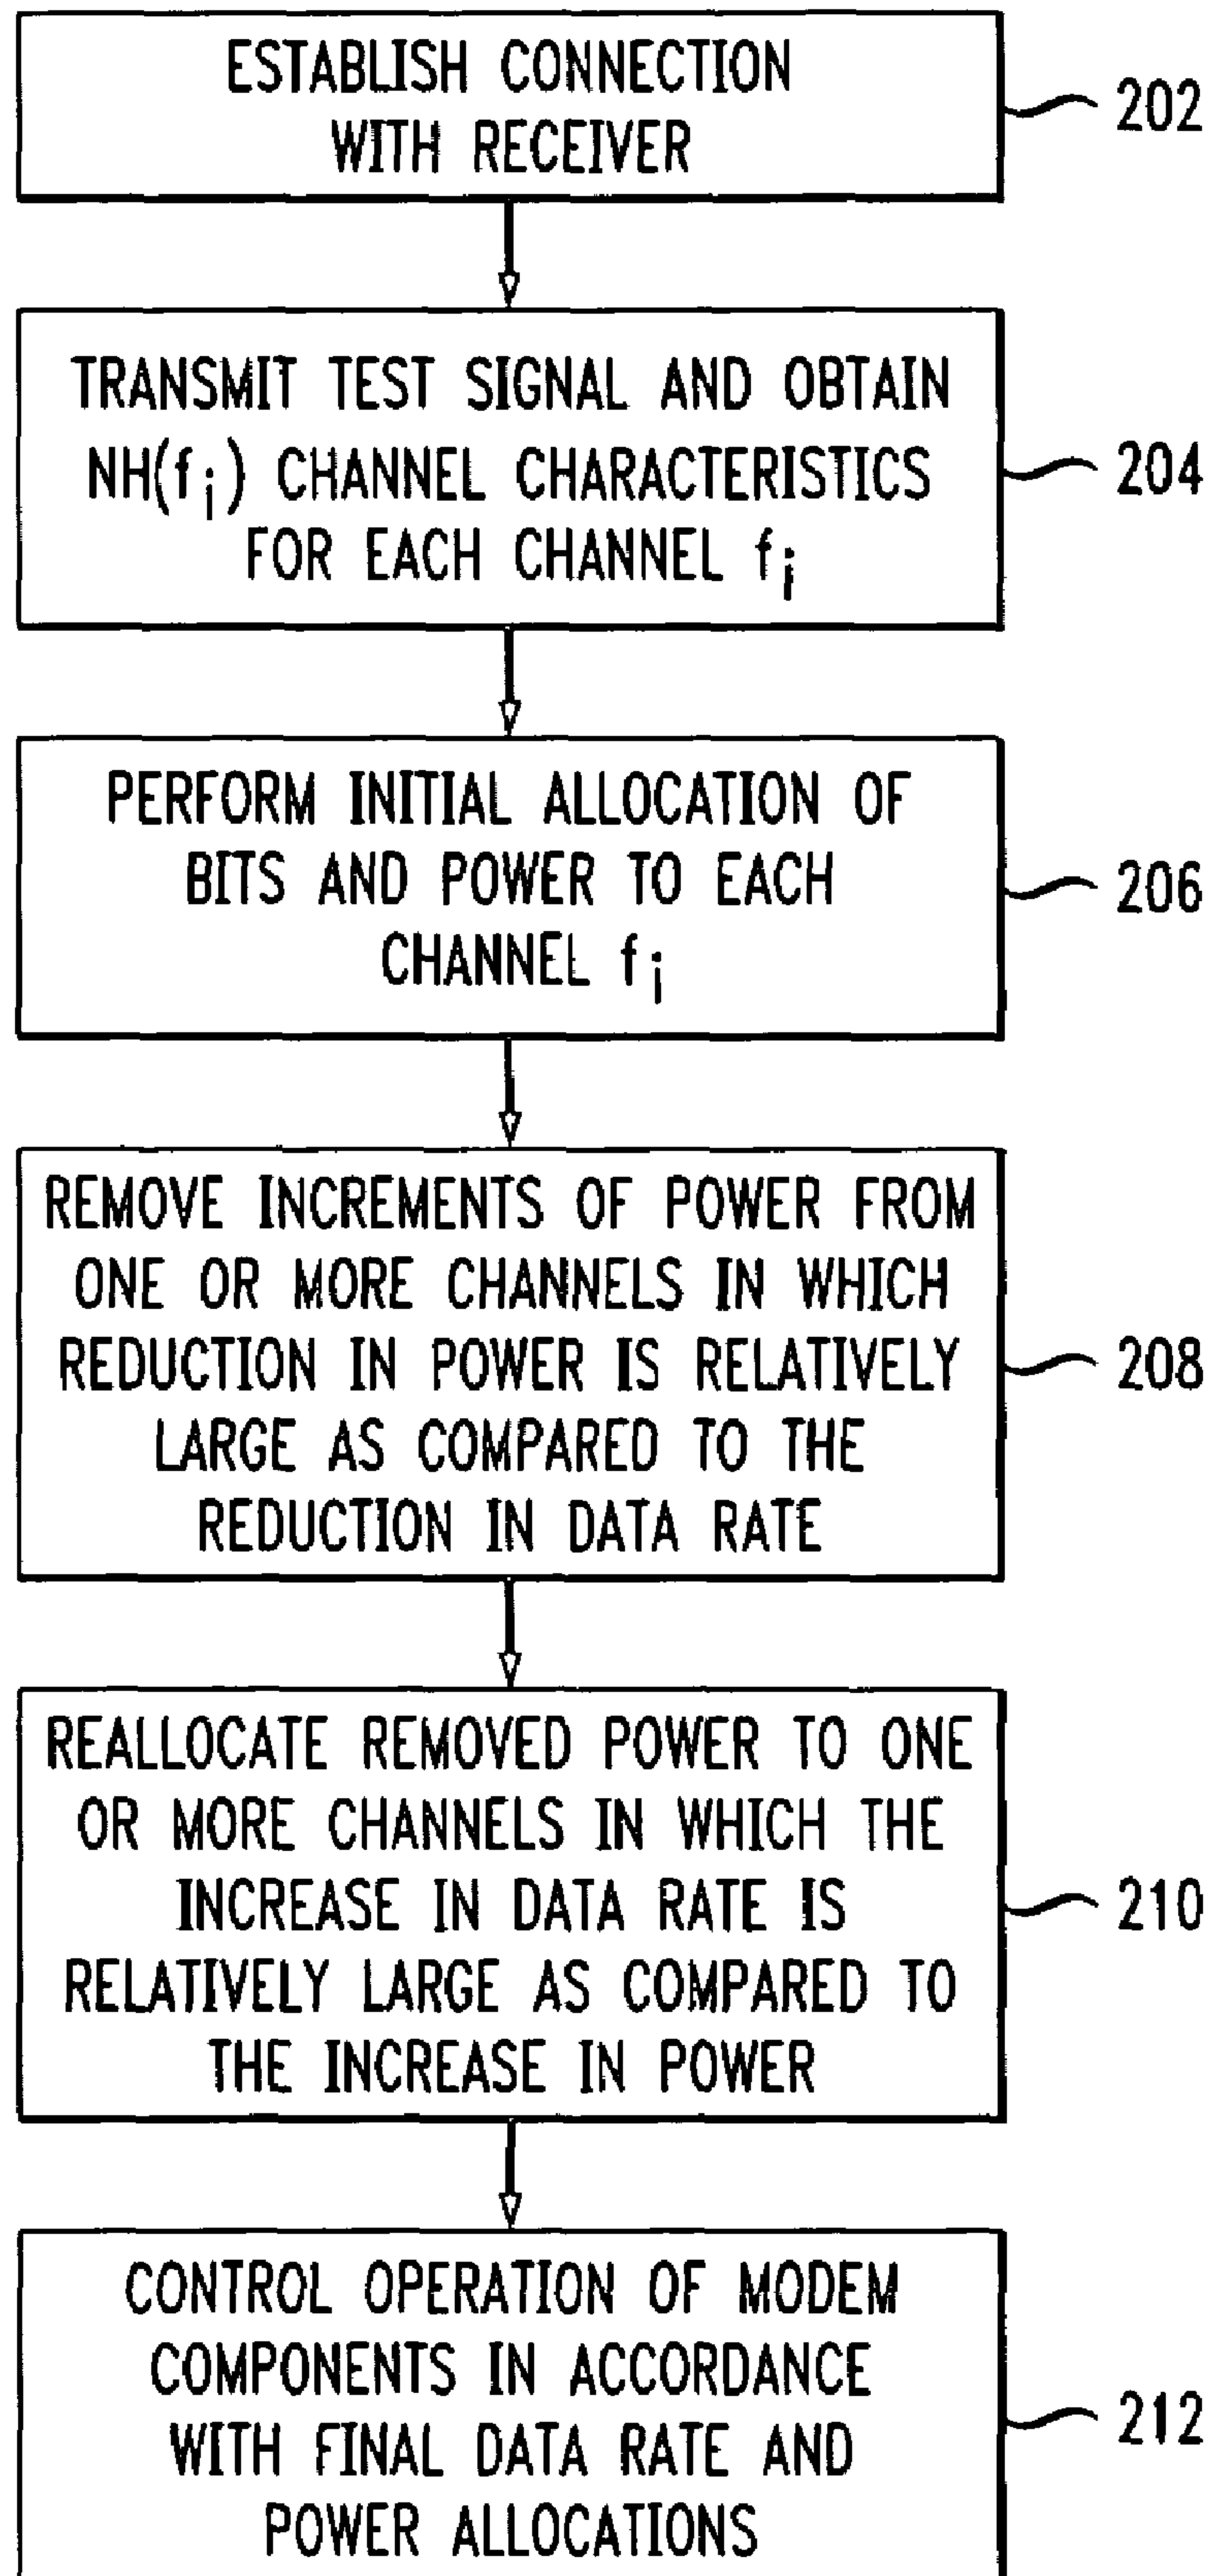 ESTABLISH CONNECTION
WITH RECEIVER
202
TRANSMIT TEST SIGNAL AND OBTAIN
NH(fi) CHANNEL CHARACTERISTICS
FOR EACH CHANNEL fi
204
PERFORM INITIAL ALLOCATION OF
BITS AND POWER TO EACH
CHANNEL fi
206
REMOVE INCREMENTS OF POWER FROM
ONE OR MORE CHANNELS IN WHICH
REDUCTION IN POWER IS RELATIVELY
LARGE AS COMPARED TO THE
REDUCTION IN DATA RATE
208
REALLOCATE REMOVED POWER TO ONE
OR MORE CHANNELS IN WHICH THE
INCREASE IN DATA RATE IS
RELATIVELY LARGE AS COMPARED TO
THE INCREASE IN POWER
210
CONTROL OPERATION OF MODEM
COMPONENTS IN ACCORDANCE
WITH FINAL DATA RATE AND
POWER ALLOCATIONS
212